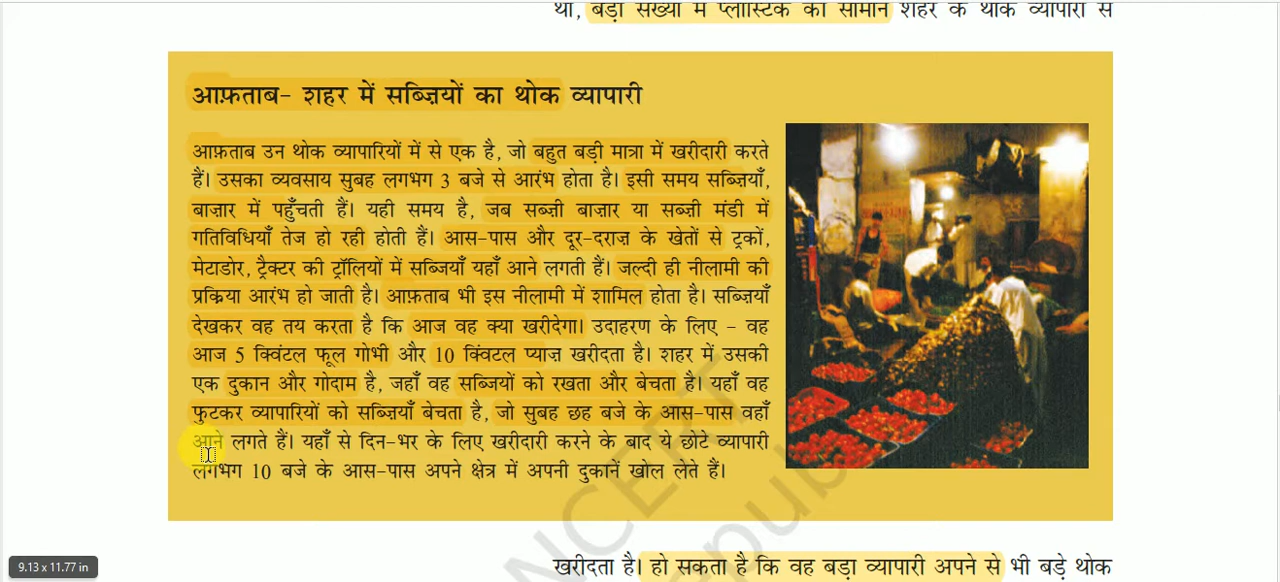 था, बड़ी संख्या में प्लास्टिक का सामान शहर के थोक व्यापारी से
आफ़ताब- शहर में सब्ज़ियों का थोक व्यापारी
आफ़ताब उन थोक व्यापारियों में से एक है, जो बहुत बड़ी मात्रा में खरीदारी करते
हैं। उसका व्यवसाय सुबह लगभग 3 बजे से आरंभ होता है। इसी समय सब्ज़ियाँ,
बाज़ार में पहुँचती हैं। यही समय है, जब सब्ज़ी बाज़ार या सब्ज़ी मंडी में
गतिविधियाँ तेज हो रही होती हैं। आस-पास और दूर-दराज़ के खेतों से ट्रकों,
मेटाडोर, ट्रैक्टर की ट्रॉलियों में सब्जियाँ यहाँ आने लगती हैं। जल्दी ही नीलामी की
प्रक्रिया आरंभ हो जाती है। आफ़ताब भी इस नीलामी में शामिल होता है। सब्ज़ियाँ
देखकर वह तय करता है कि आज वह क्या खरीदेगा। उदाहरण के लिए – वह
आज 5 क्विंटल फूल गोभी और 10 क्विंटल प्याज़ खरीदता है। शहर में उसकी
एक दुकान और गोदाम है, जहाँ वह सब्जियों को रखता और बेचता है। यहाँ वह
फुटकर व्यापारियों को सब्ज़ियाँ बेचता है, जो सुबह छह बजे के आस-पास वहाँ
आने लगते हैं। यहाँ से दिन-भर के लिए खरीदारी करने के बाद ये छोटे व्यापारी
लगभग 10 बजे के आस-पास अपने क्षेत्र में अपनी दुकानें खोल लेते हैं।
NCERT
republ
खरीदता है। हो सकता है कि वह बड़ा व्यापारी अपने से भी बड़े थोक
9.13 x 11.77 in